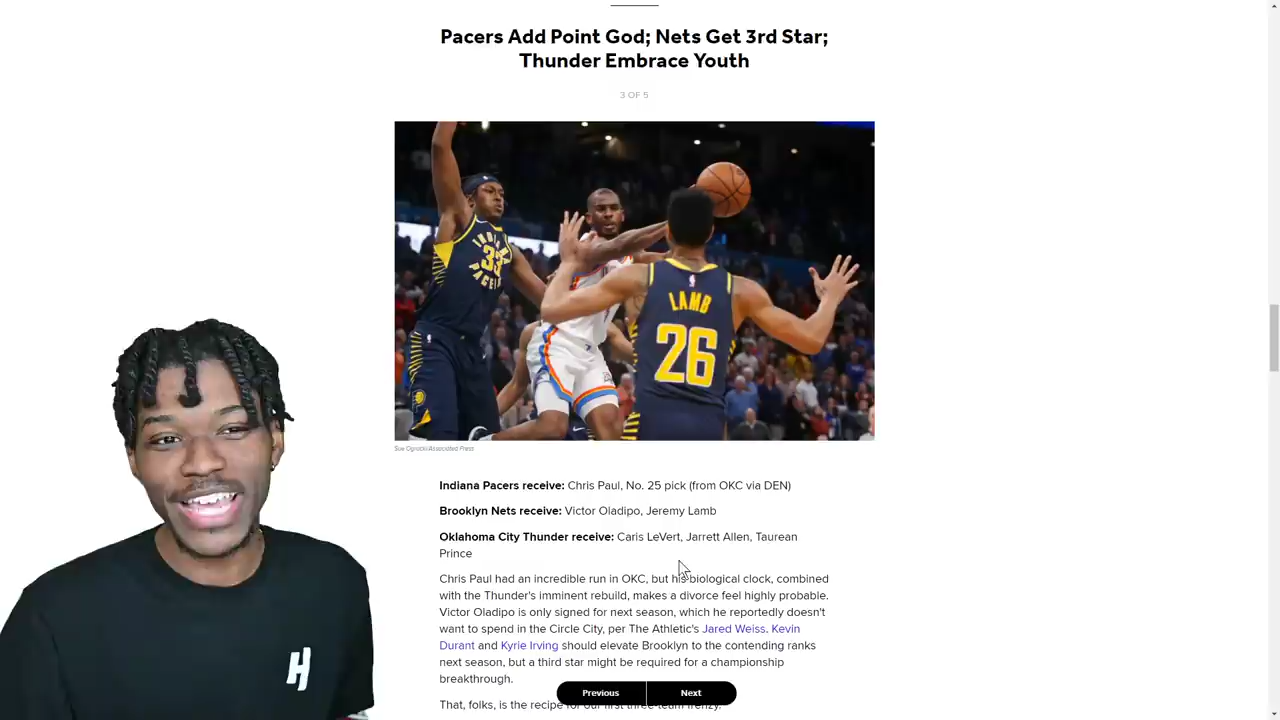 Pacers Add Point God; Nets Get 3rd Star;
Thunder Embrace Youth
3 OF 5
INDIANA
33
PACERS
LAMB
26
Sue Ogrocki/Associated Press
Indiana Pacers receive: Chris Paul, No. 25 pick (from OKC via DEN)
Brooklyn Nets receive: Victor Oladipo, Jeremy Lamb
Oklahoma City Thunder receive: Caris LeVert, Jarrett Allen, Taurean
Prince
Chris Paul had an incredible run in OKC, but his biological clock, combined
with the Thunder's imminent rebuild, makes a divorce feel highly probable.
Victor Oladipo is only signed for next season, which he reportedly doesn't
want to spend in the Circle City, per The Athletic's Jared Weiss. Kevin
Durant and Kyrie Irving should elevate Brooklyn to the contending ranks
next season, but a third star might be required for a championship
breakthrough.
Previous
Next
That, folks, is the recipe for our first three-team frenzy.
H